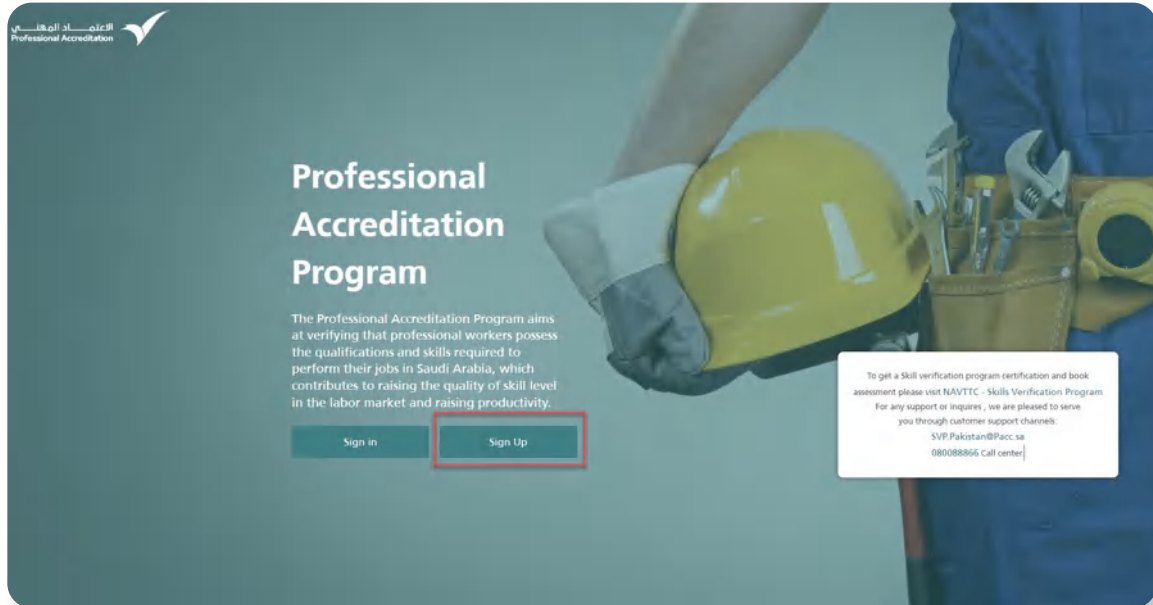 الاعتماد المهني
Professional Accreditation
Professional
Accreditation
Program
The Professional Accreditation Program aims
at verifying that professional workers possess
the qualifications and skills required to
perform their jobs in Saudi Arabia, which
contributes to raising the quality of skill level
in the labor market and raising productivity.
Sign in
Sign Up
To get a Skill verification program certification and book
assessment please visit NAVTTC - Skills Verification Program
For any support or inquires , we are pleased to serve
you through customer support channels:
SVP.Pakistan@Pacc.sa
080088866 Call center